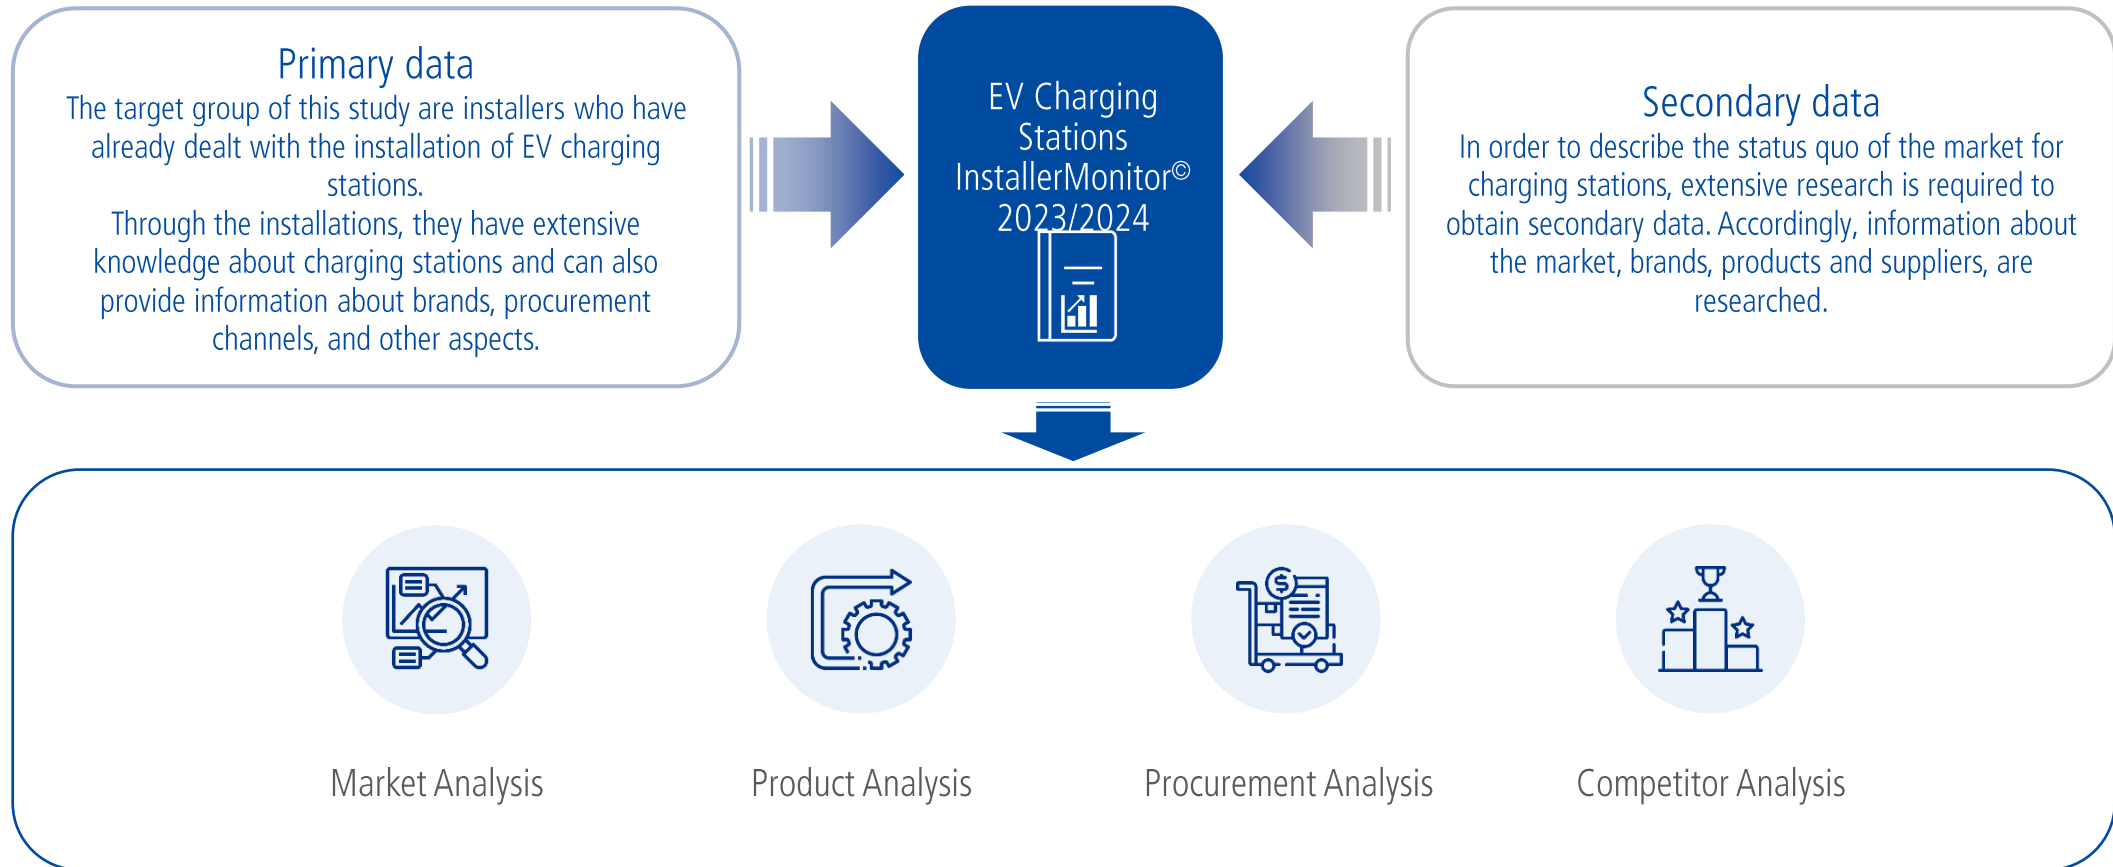 Primary data
The target group of this study are installers who have
already dealt with the installation of EV charging
stations.
Through the installations, they have extensive
knowledge about charging stations and can also
provide information about brands, procurement
channels, and other aspects.
EV Charging
Stations
InstallerMonitor©
2023/2024
Secondary data
In order to describe the status quo of the market for
charging stations, extensive research is required to
obtain secondary data. Accordingly, information about
the market, brands, products and suppliers, are
researched.
Market Analysis
Product Analysis
Procurement Analysis
Competitor Analysis